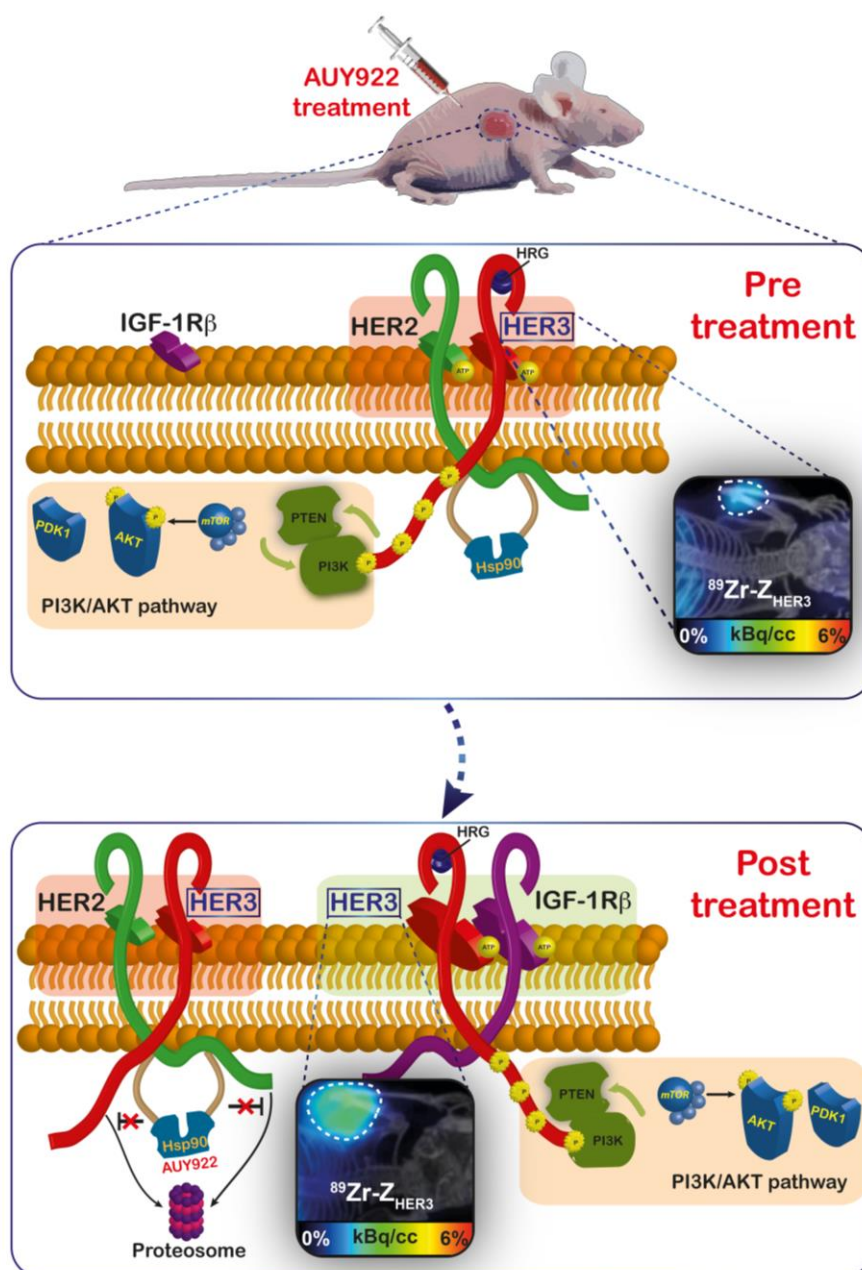 AUY922
treatment
HRG
Pre
treatment
IGF-1Rβ
HER2
HER3
ATP
ATP
P
P
P
P
P
P
P
PDK1
AKT
mTOR
PTEN
PI3K
Hsp90
PI3K/AKT pathway
⁸⁹Zr-Z_HER3
0% kBq/cc 6%
HRG
Post
treatment
HER2
HER3
HER3
IGF-1Rβ
ATP
ATP
P
P
P
P
P
P
P
PTEN
PI3K
mTOR
AKT
PDK1
PI3K/AKT pathway
Hsp90
AUY922
⁸⁹Zr-Z_HER3
0% kBq/cc 6%
Proteosome